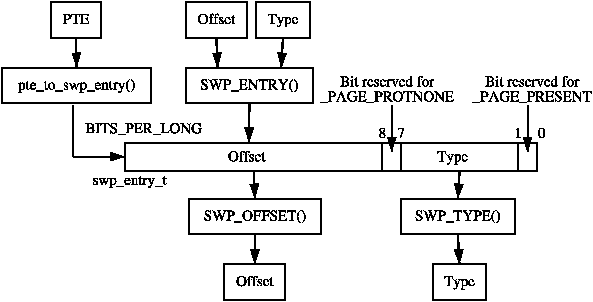 PTE
Offset
Type
pte_to_swp_entry()
SWP_ENTRY()
Bit reserved for
_PAGE_PROTNONE
Bit reserved for
_PAGE_PRESENT
BITS_PER_LONG
8
7
1
0
Offset
Type
swp_entry_t
SWP_OFFSET()
SWP_TYPE()
Offset
Type